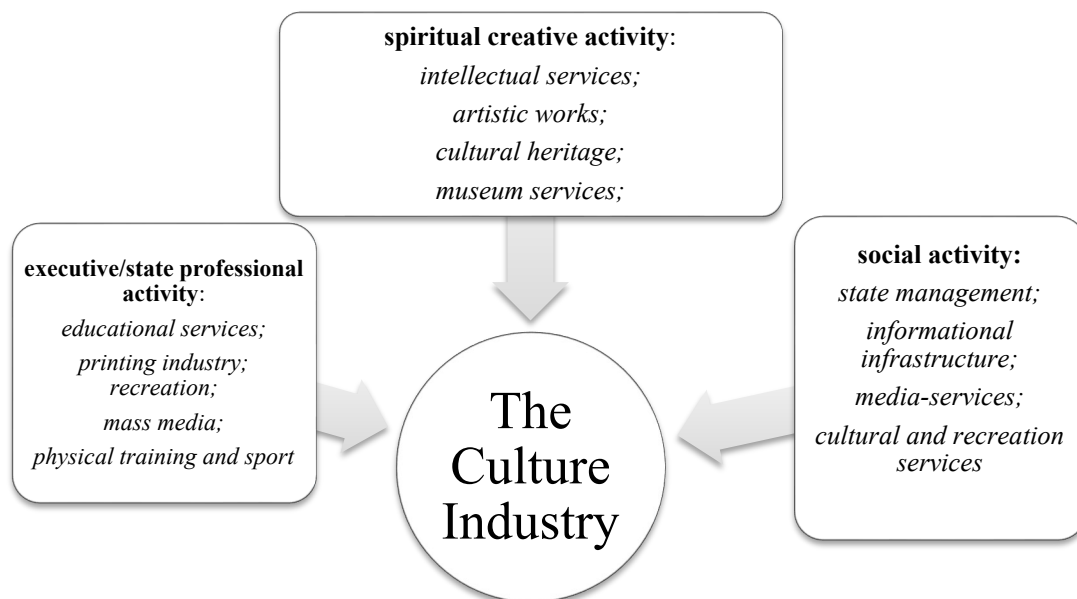 spiritual creative activity:
intellectual services;
artistic works;
cultural heritage;
museum services;
executive/state professional
activity:
educational services;
printing industry;
recreation;
mass media;
physical training and sport
social activity:
state management;
informational
infrastructure;
media-services;
cultural and recreation
services
The
Culture
Industry